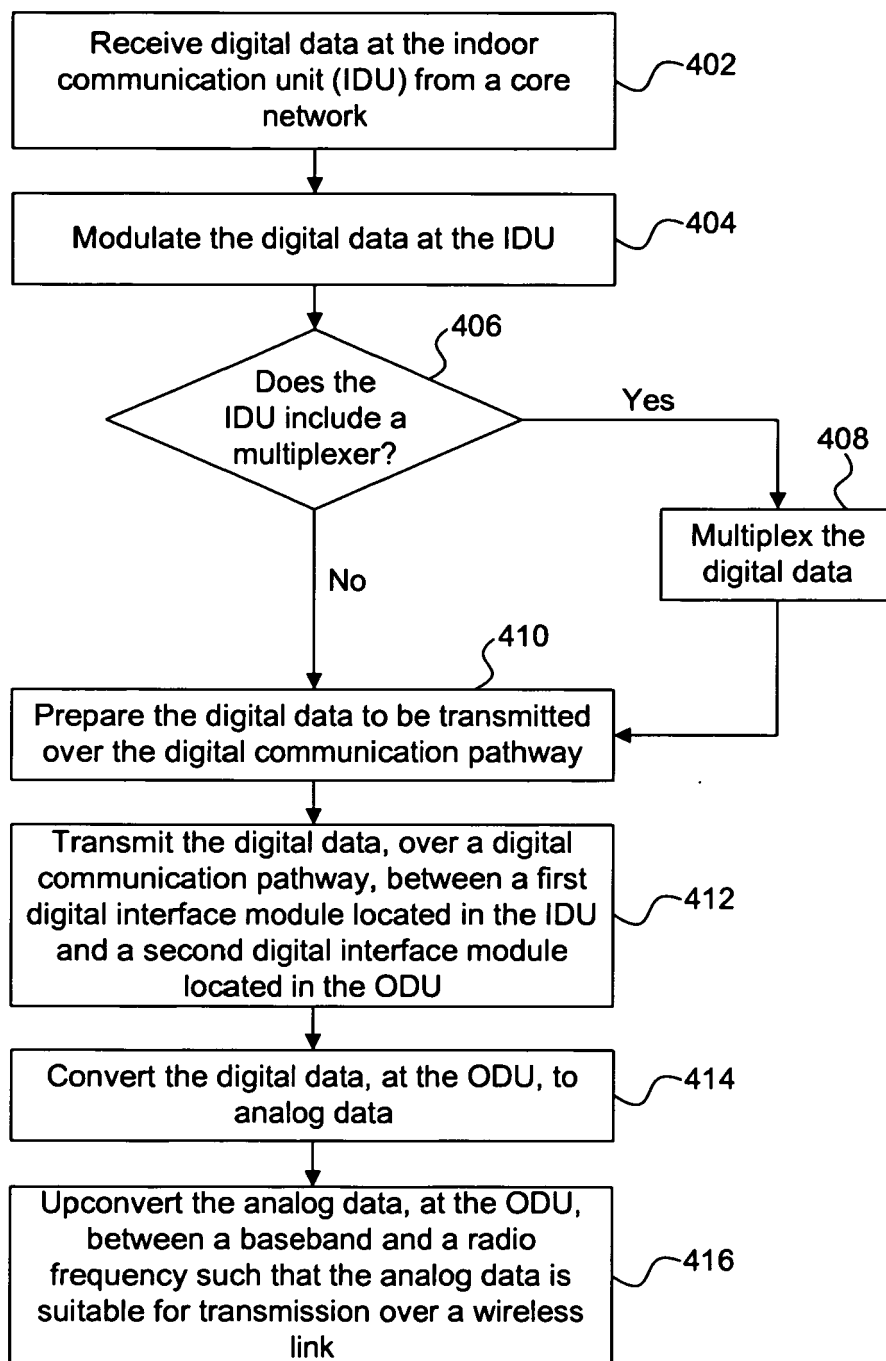 Receive digital data at the indoor
communication unit (IDU) from a core
network
402
Modulate the digital data at the IDU
404
406
Does the
IDU include a
multiplexer?
Yes
408
Multiplex the
digital data
No
410
Prepare the digital data to be transmitted
over the digital communication pathway
Transmit the digital data, over a digital
communication pathway, between a first
digital interface module located in the IDU
and a second digital interface module
located in the ODU
412
Convert the digital data, at the ODU, to
analog data
414
Upconvert the analog data, at the ODU,
between a baseband and a radio
frequency such that the analog data is
suitable for transmission over a wireless
link
416